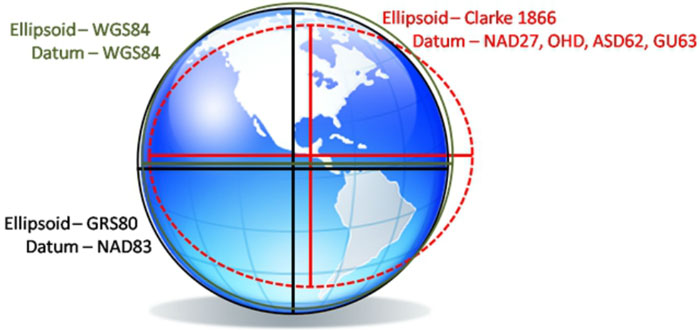 Ellipsoid – WGS84
Datum – WGS84
Ellipsoid – Clarke 1866
Datum – NAD27, OHD, ASD62, GU63
Ellipsoid – GRS80
Datum – NAD83